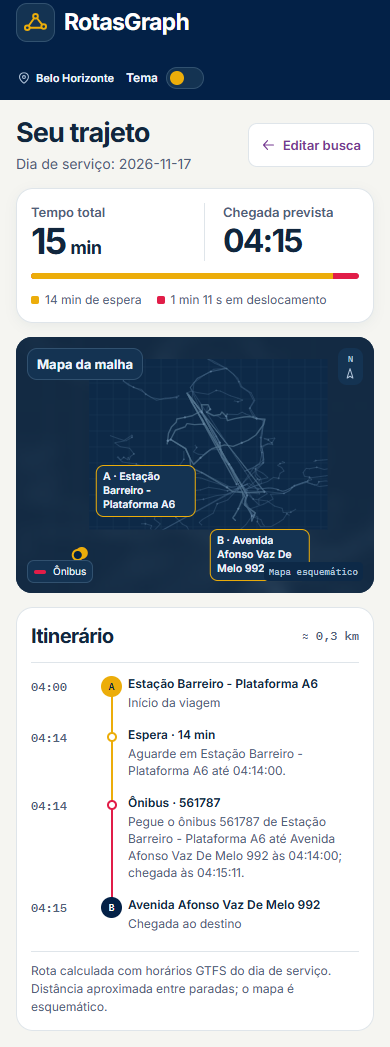 RotasGraph
Belo Horizonte Tema
Seu trajeto
Dia de serviço: 2026-11-17
← Editar busca
Tempo total
15 min
Chegada prevista
04:15
14 min de espera
1 min 11 s em deslocamento
Mapa da malha
N
A · Estação
Barreiro -
Plataforma A6
B · Avenida
Afonso Vaz De
Melo 992
Ônibus
Mapa esquemático
Itinerário
≈ 0,3 km
04:00
A
Estação Barreiro - Plataforma A6
Início da viagem
04:14
Espera · 14 min
Aguarde em Estação Barreiro -
Plataforma A6 até 04:14:00.
04:14
Ônibus · 561787
Pegue o ônibus 561787 de Estação
Barreiro - Plataforma A6 até Avenida
Afonso Vaz De Melo 992 às 04:14:00;
chegada às 04:15:11.
04:15
B
Avenida Afonso Vaz De Melo 992
Chegada ao destino
Rota calculada com horários GTFS do dia de serviço.
Distância aproximada entre paradas; o mapa é
esquemático.